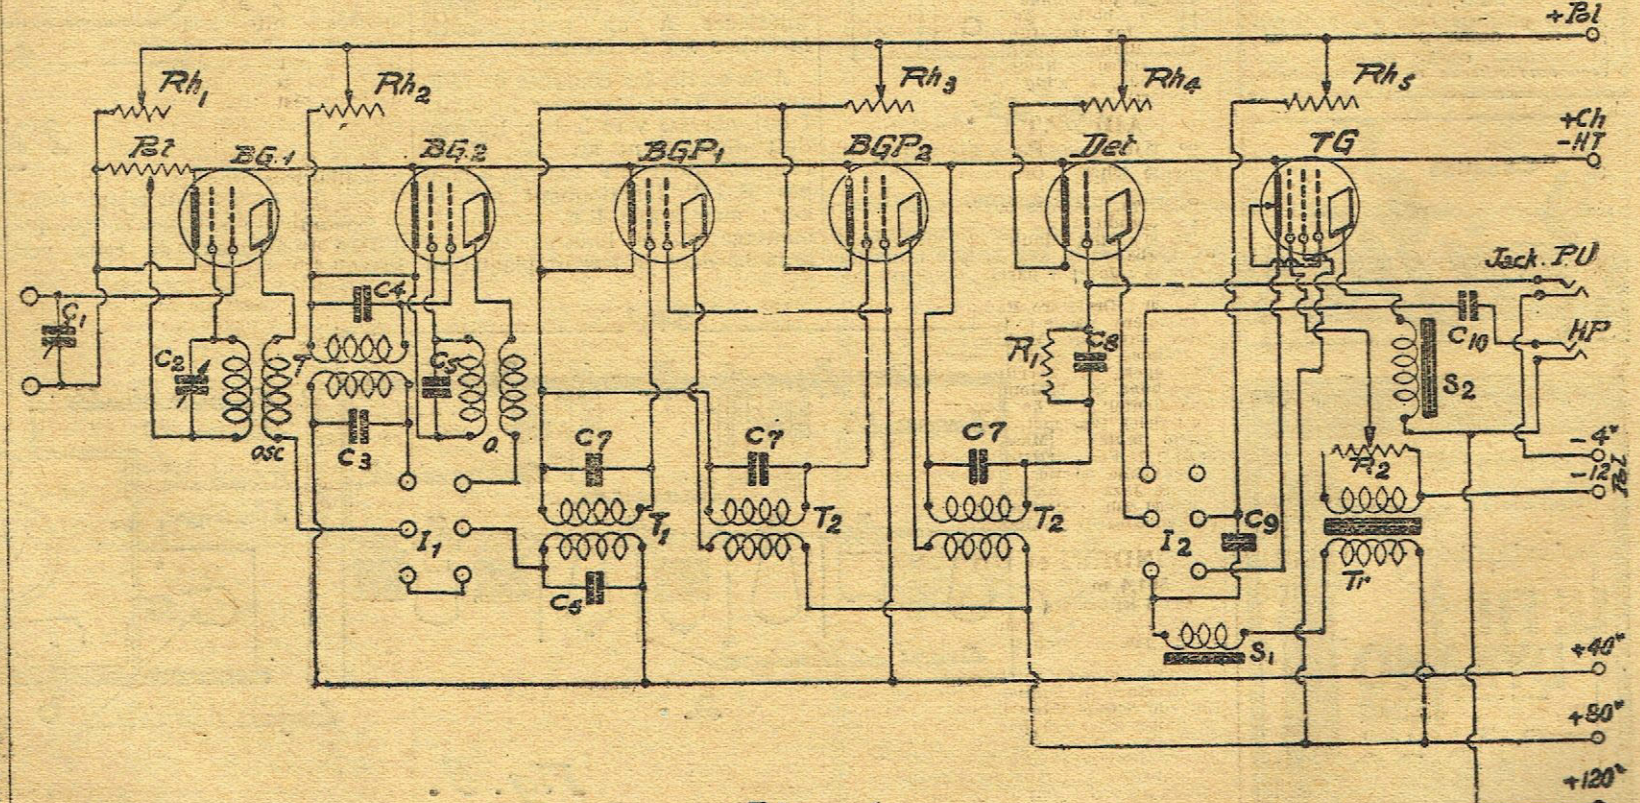 +Pol
Rh1
Rh2
Rh3
Rh4
Rh5
+Ch
-HT
Pot
BG.1
BG.2
BGP1
BGP2
Det
TG
Jack. P.U
C1
C4
C2
T
C5
R1
C8
C10
HP
S2
OSC
C3
O.
C7
C7
C7
R2
-4v
-12
Pol
I1
T1
T2
T2
I2
C9
C6
Tr
S1
+40v
+80v
+120v